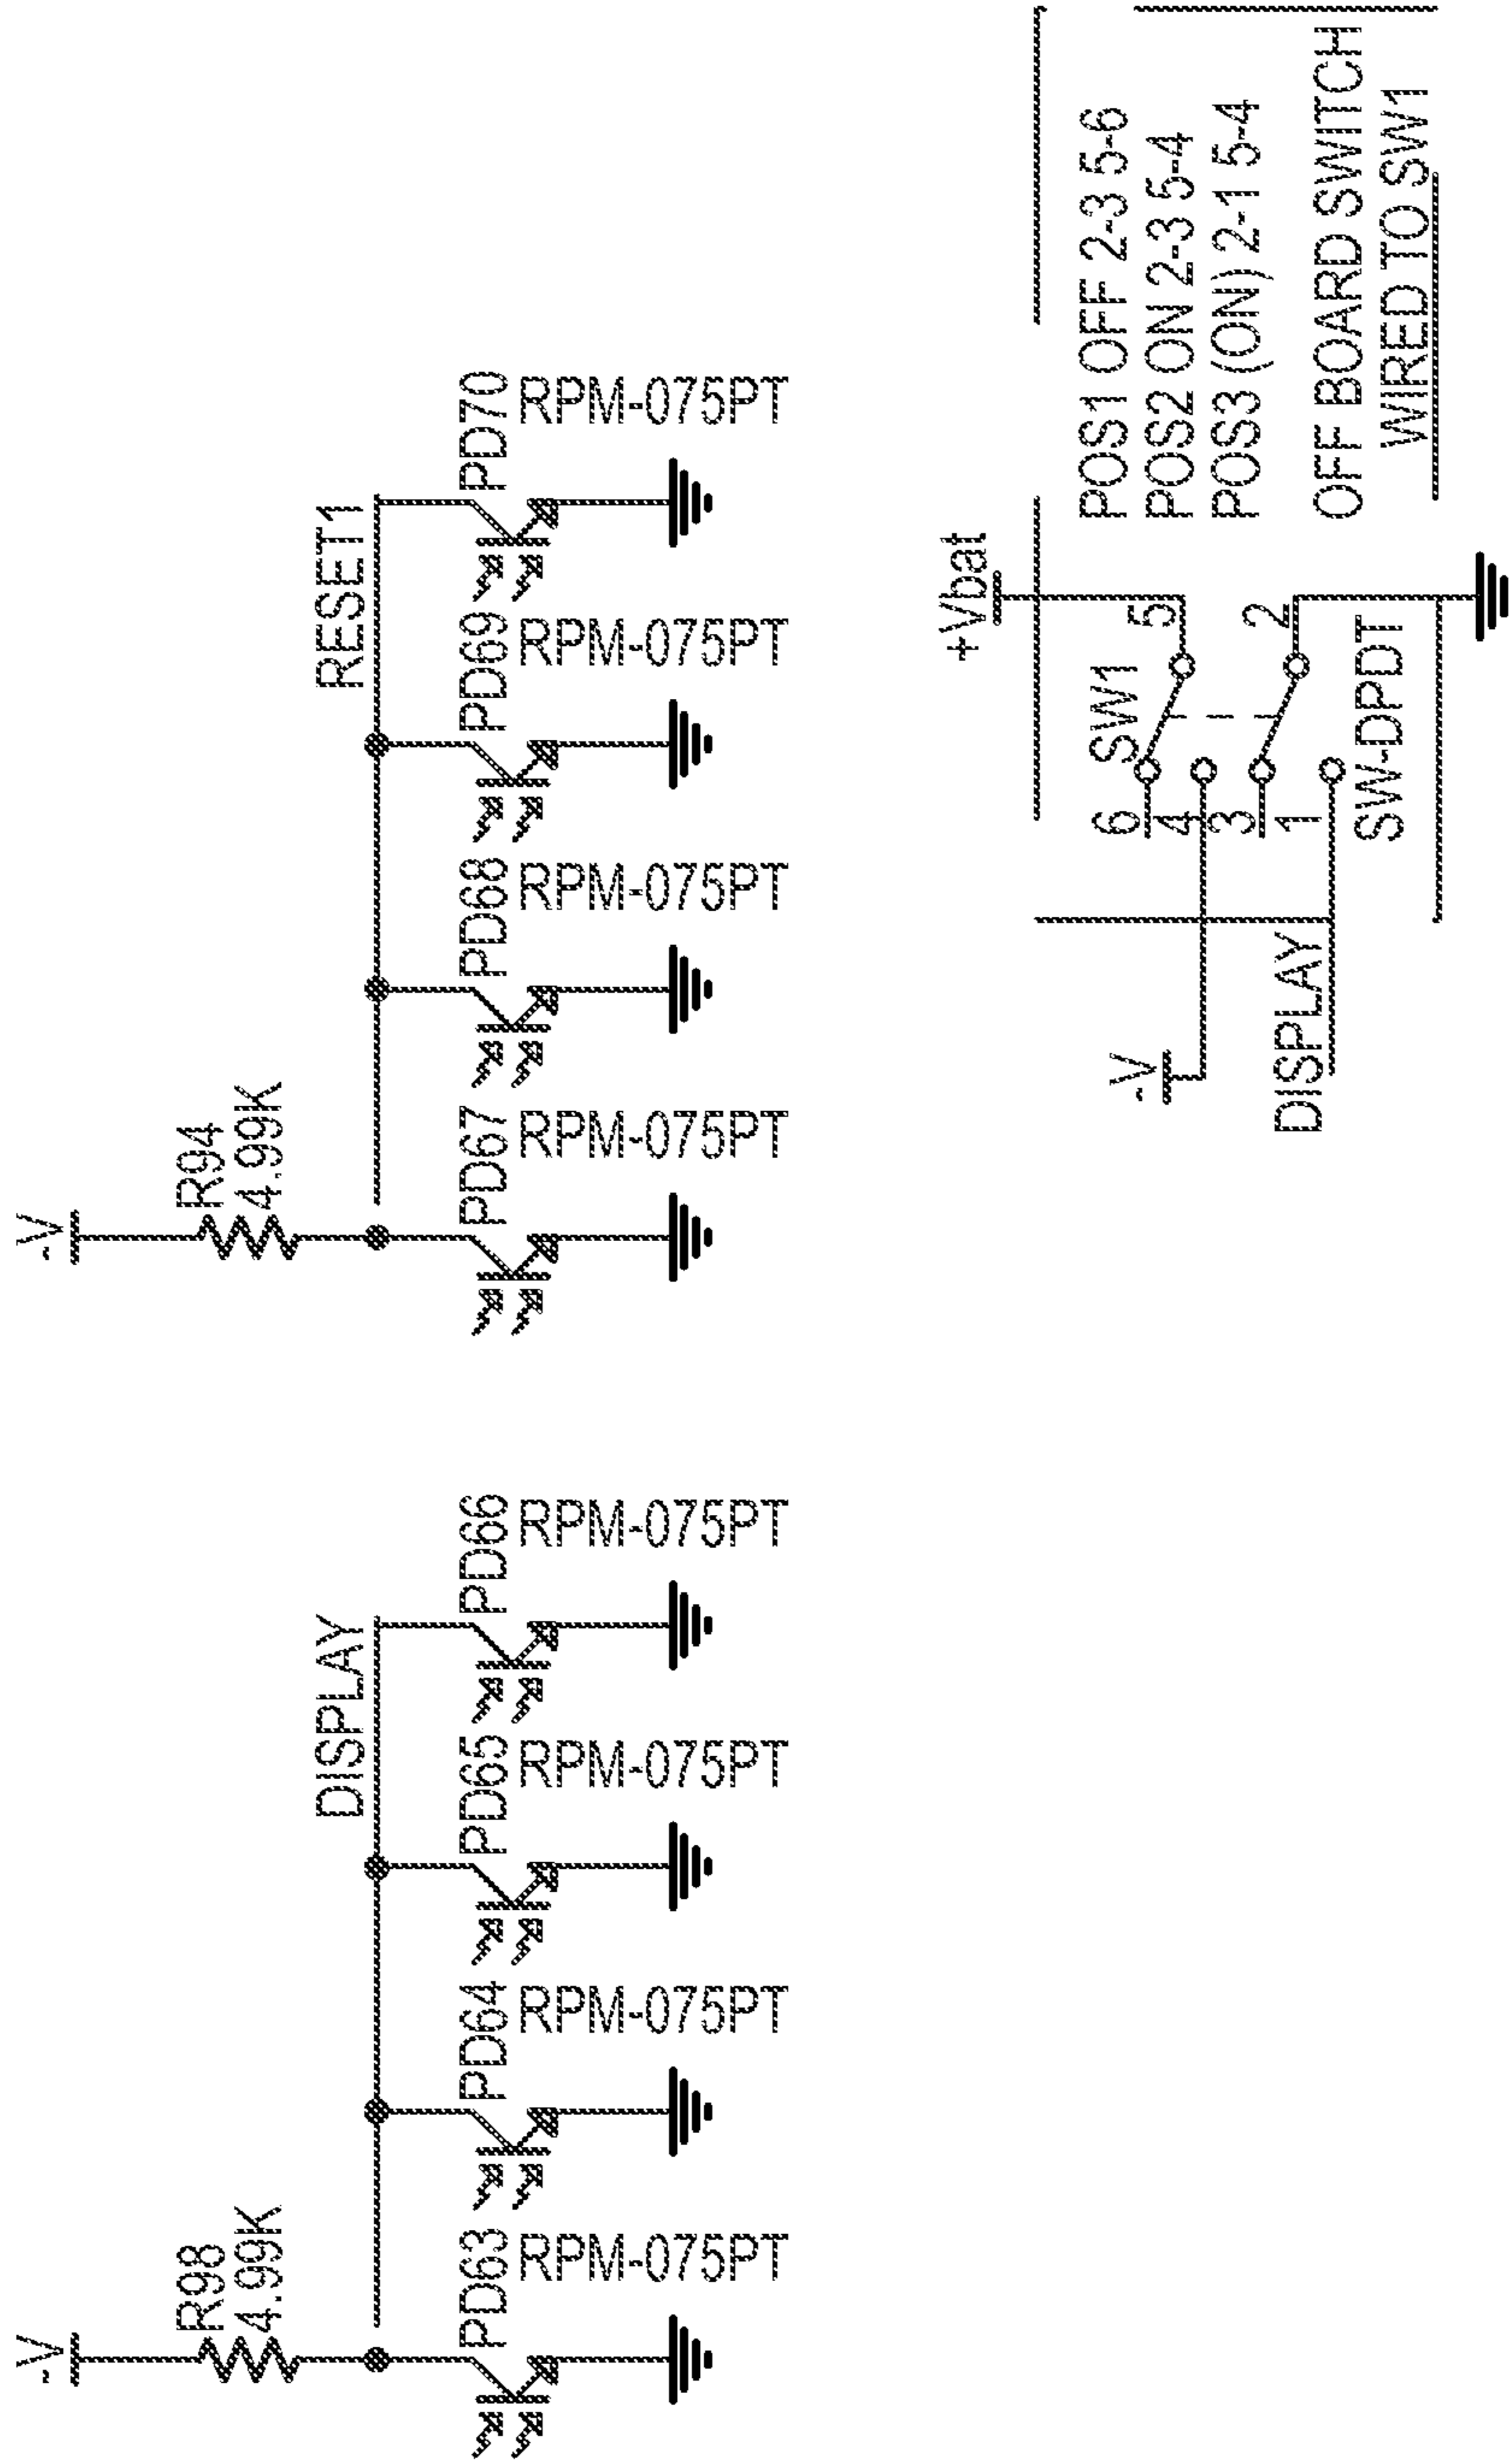 -V
R98
4.99K
DISPLAY
PD63
RPM-075PT
PD64
RPM-075PT
PD65
RPM-075PT
PD66
RPM-075PT
-V
R94
4.99K
RESET1
PD67
RPM-075PT
PD68
RPM-075PT
PD69
RPM-075PT
PD70
RPM-075PT
+Vbat
-V
DISPLAY
SW1
6
4
3
1
5
2
SW-DPDT
POS1 OFF 2-3 5-6
POS2 ON 2-3 5-4
POS3 (ON) 2-1 5-4
OFF BOARD SWITCH
WIRED TO SW1